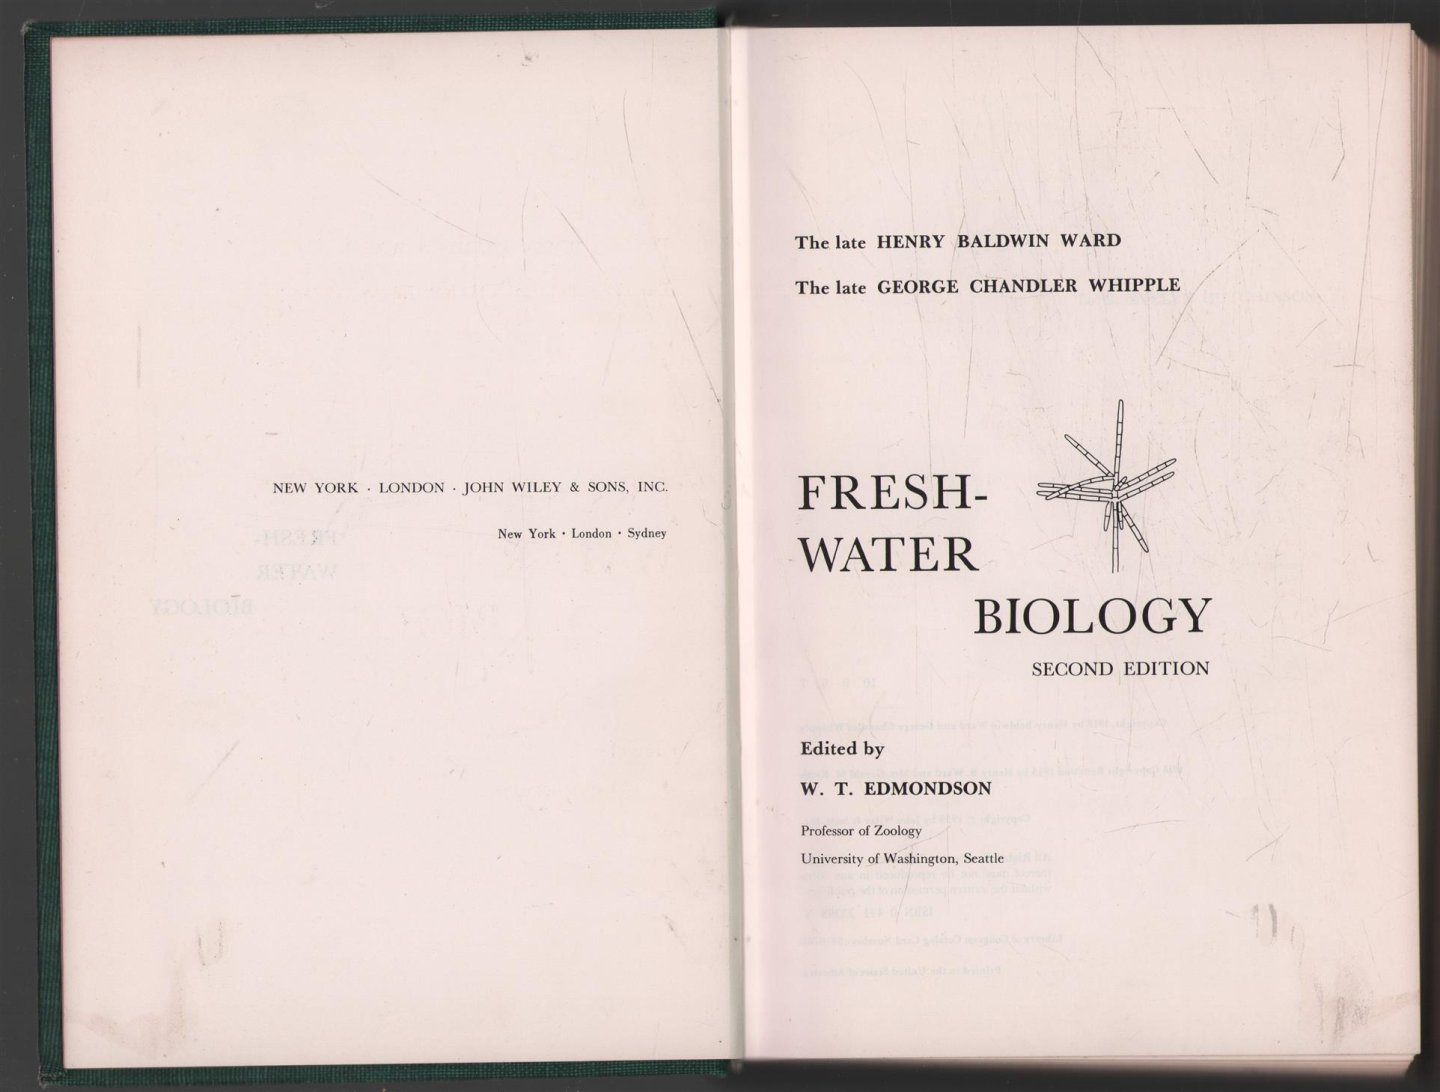 NEW YORK · LONDON · JOHN WILEY & SONS, INC.
New York · London · Sydney
The late HENRY BALDWIN WARD
The late GEORGE CHANDLER WHIPPLE
FRESH-
WATER
BIOLOGY
SECOND EDITION
Edited by
W. T. EDMONDSON
Professor of Zoology
University of Washington, Seattle